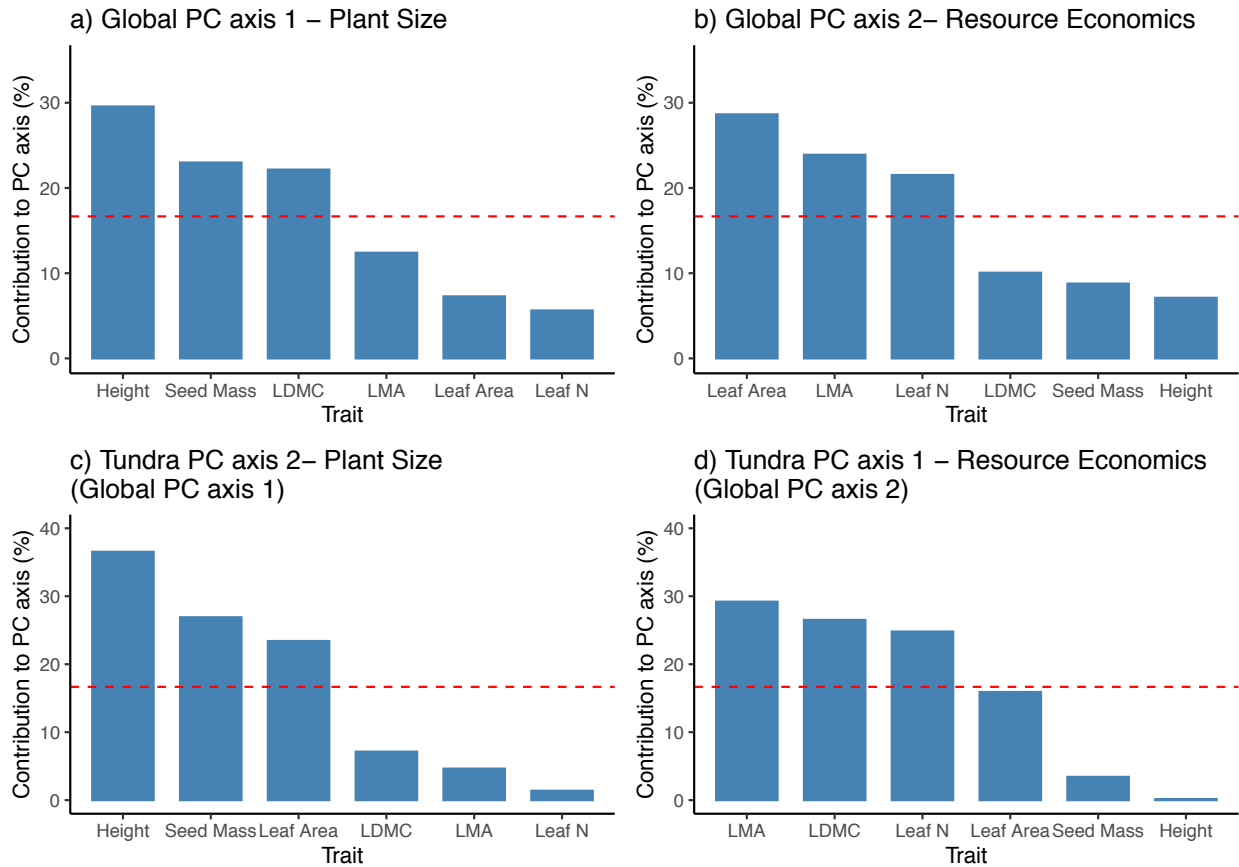 a) Global PC axis 1 – Plant Size
Contribution to PC axis (%)
30
20
10
0
Height Seed Mass LDMC LMA Leaf Area Leaf N
Trait
b) Global PC axis 2– Resource Economics
Contribution to PC axis (%)
30
20
10
0
Leaf Area LMA Leaf N LDMC Seed Mass Height
Trait
c) Tundra PC axis 2– Plant Size
(Global PC axis 1)
Contribution to PC axis (%)
40
30
20
10
0
Height Seed Mass Leaf Area LDMC LMA Leaf N
Trait
d) Tundra PC axis 1 – Resource Economics
(Global PC axis 2)
Contribution to PC axis (%)
40
30
20
10
0
LMA LDMC Leaf N Leaf Area Seed Mass Height
Trait